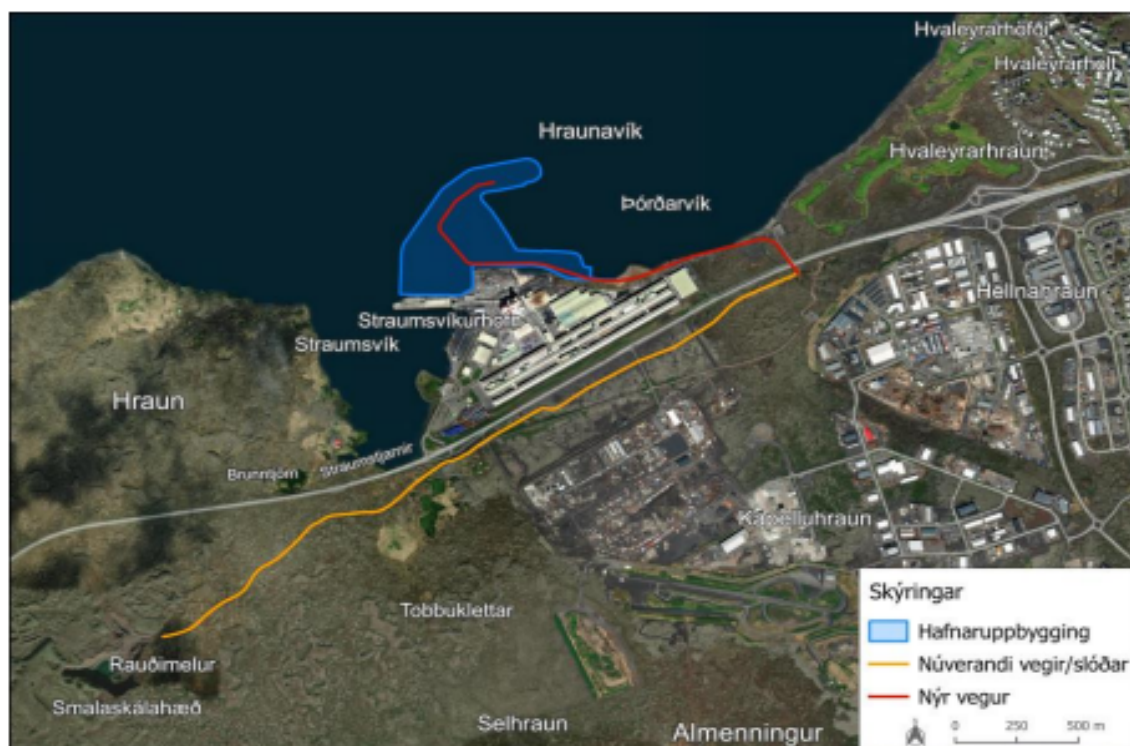 Hvaleyrarhöfði
Hvaleyrarholt
Hraunavík
Hvaleyrarhraun
Þórðarvík
Hellnahraun
Straumsvíkurhöfn
Straumsvík
Hraun
Brunntjörn
Straumstjarnir
Kapelluhraun
Tobbuklettar
Rauðimelur
Smalaskálahæð
Selhraun
Almenningur
Skýringar
Hafnaruppbygging
Núverandi vegir/slóðar
Nýr vegur
0 250 500 m